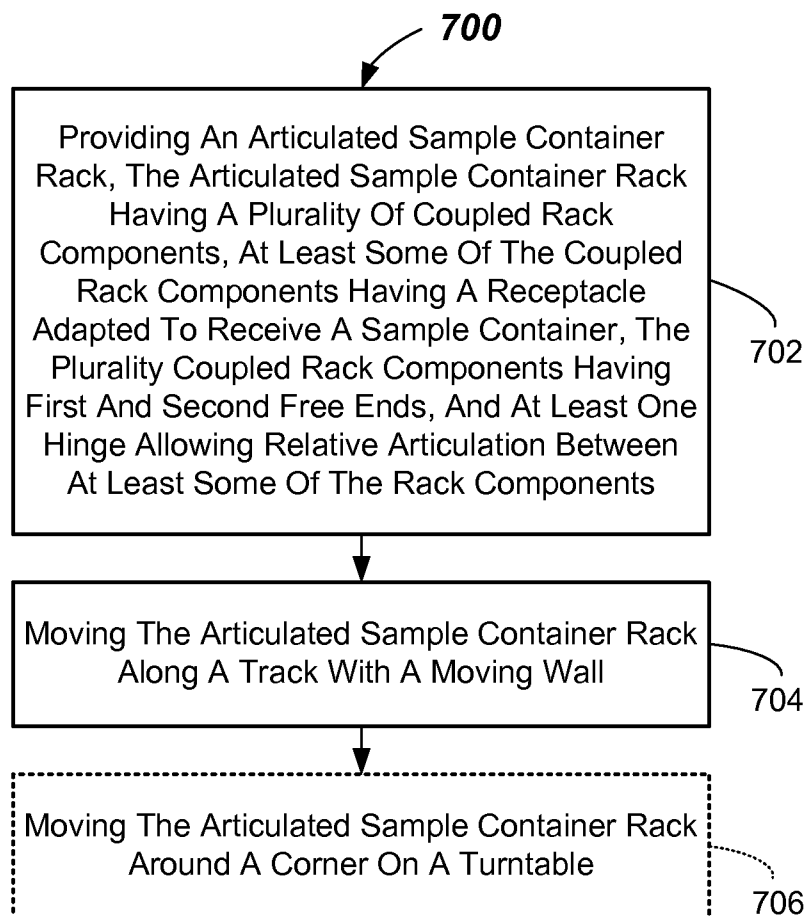 700
Providing An Articulated Sample Container
Rack, The Articulated Sample Container Rack
Having A Plurality Of Coupled Rack
Components, At Least Some Of The Coupled
Rack Components Having A Receptacle
Adapted To Receive A Sample Container, The
Plurality Coupled Rack Components Having
First And Second Free Ends, And At Least One
Hinge Allowing Relative Articulation Between
At Least Some Of The Rack Components
702
Moving The Articulated Sample Container Rack
Along A Track With A Moving Wall
704
Moving The Articulated Sample Container Rack
Around A Corner On A Turntable
706